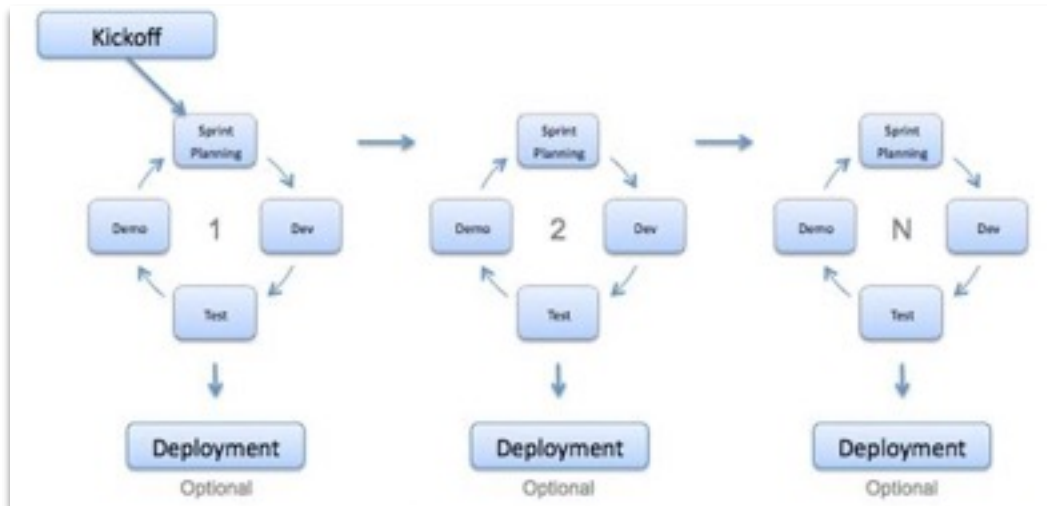 Kickoff
Sprint
Planning
Demo
1
Dev
Test
Deployment
Optional
Sprint
Planning
Demo
2
Dev
Test
Deployment
Optional
Sprint
Planning
Demo
N
Dev
Test
Deployment
Optional